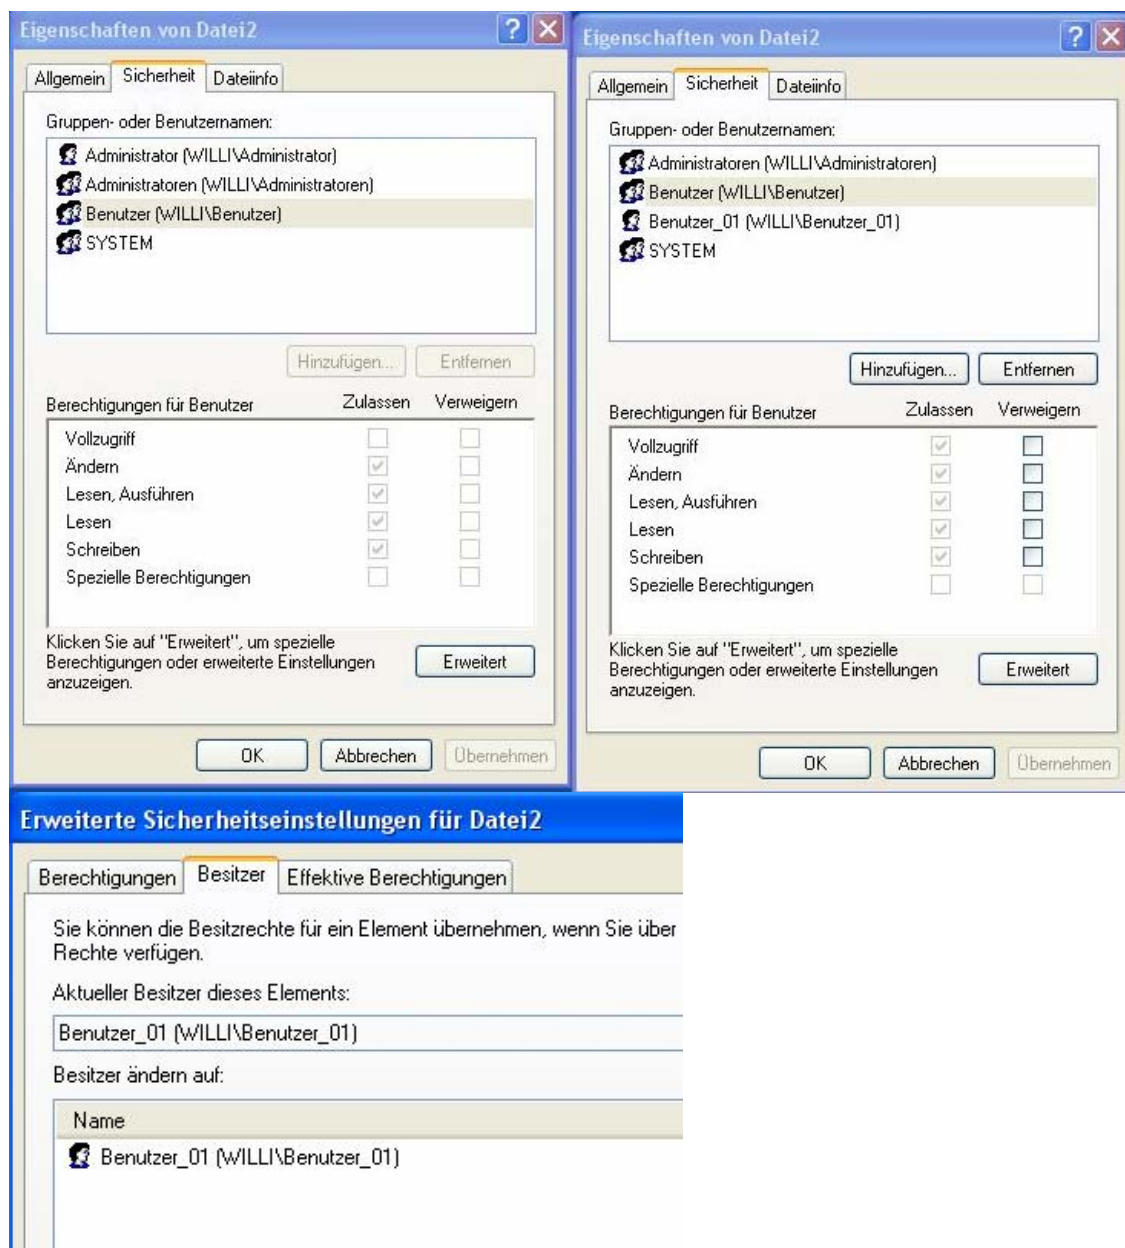 Eigenschaften von Datei2
Allgemein Sicherheit Dateiinfo
Gruppen- oder Benutzernamen:
Administrator (WILLI\Administrator)
Administratoren (WILLI\Administratoren)
Benutzer (WILLI\Benutzer)
SYSTEM
Hinzufügen... Entfernen
Berechtigungen für Benutzer Zulassen Verweigern
Vollzugriff
Ändern
Lesen, Ausführen
Lesen
Schreiben
Spezielle Berechtigungen
Klicken Sie auf "Erweitert", um spezielle
Berechtigungen oder erweiterte Einstellungen
anzuzeigen.
Erweitert
OK Abbrechen Übernehmen
Eigenschaften von Datei2
Allgemein Sicherheit Dateiinfo
Gruppen- oder Benutzernamen:
Administratoren (WILLI\Administratoren)
Benutzer (WILLI\Benutzer)
Benutzer_01 (WILLI\Benutzer_01)
SYSTEM
Hinzufügen... Entfernen
Berechtigungen für Benutzer Zulassen Verweigern
Vollzugriff
Ändern
Lesen, Ausführen
Lesen
Schreiben
Spezielle Berechtigungen
Klicken Sie auf "Erweitert", um spezielle
Berechtigungen oder erweiterte Einstellungen
anzuzeigen.
Erweitert
OK Abbrechen Übernehmen
Erweiterte Sicherheitseinstellungen für Datei2
Berechtigungen Besitzer Effektive Berechtigungen
Sie können die Besitzrechte für ein Element übernehmen, wenn Sie über
Rechte verfügen.
Aktueller Besitzer dieses Elements:
Benutzer_01 (WILLI\Benutzer_01)
Besitzer ändern auf:
Name
Benutzer_01 (WILLI\Benutzer_01)